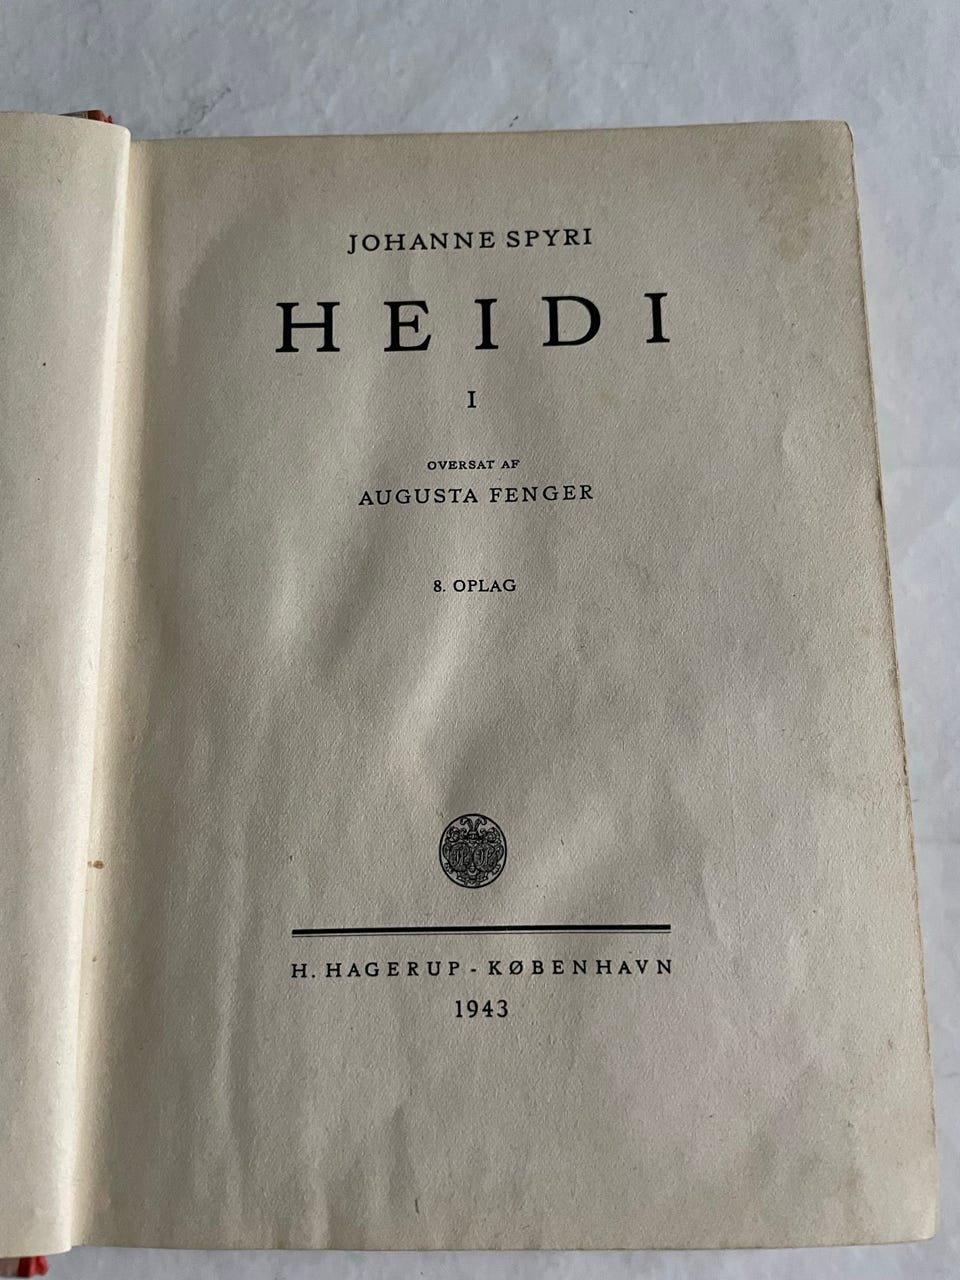 JOHANNE SPYRI
HEIDI
I
OVERSAT AF
AUGUSTA FENGER
8. OPLAG
H. HAGERUP - KØBENHAVN
1943